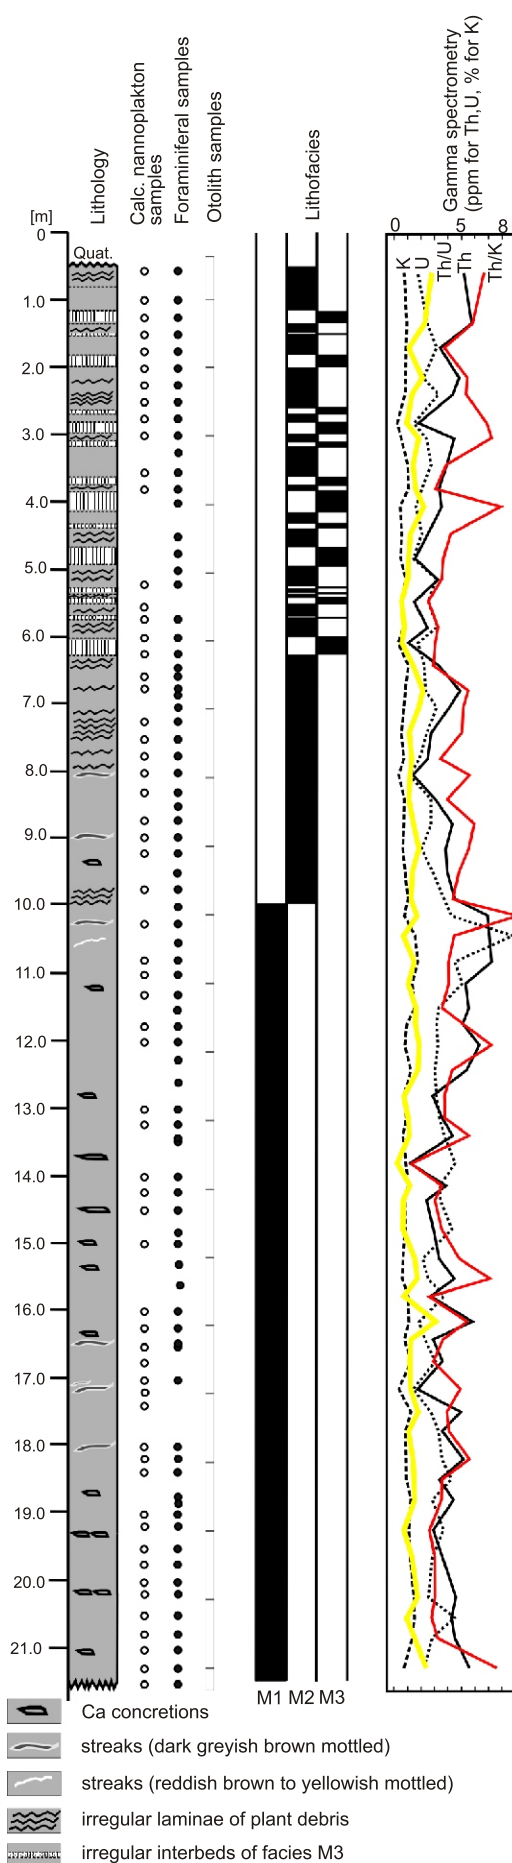 Lithology
Calc. nannoplakton
samples
Foraminiferal samples
Otolith samples
Lithofacies
Gamma spectrometry
(ppm for Th,U, % for K)
[m]
0
Quat.
0 5 8
K U Th/U Th Th/K
1.0
2.0
3.0
4.0
5.0
6.0
7.0
8.0
9.0
10.0
11.0
12.0
13.0
14.0
15.0
16.0
17.0
18.0
19.0
20.0
21.0
M1 M2 M3
Ca concretions
streaks (dark greyish brown mottled)
streaks (reddish brown to yellowish mottled)
irregular laminae of plant debris
irregular interbeds of facies M3